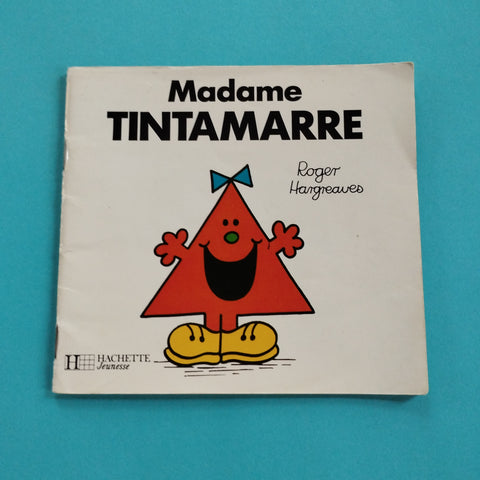 Madame
TINTAMARRE
Roger
Hargreaves
H HACHETTE
Jeunesse